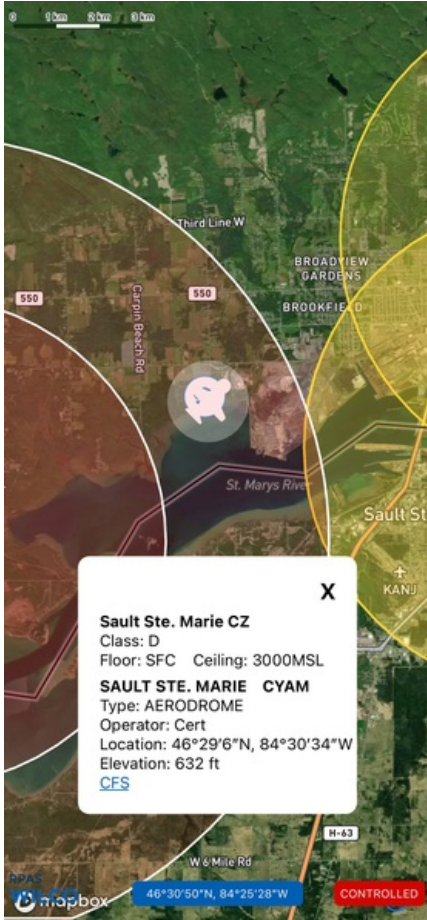 0 1 km 2 km 3 km
Third Line W
BROADVIEW
GARDENS
550
550
BROOKFIELD
Carpin Beach Rd
St. Marys River
Sault St
KANJ
X
Sault Ste. Marie CZ
Class: D
Floor: SFC Ceiling: 3000MSL
SAULT STE. MARIE CYAM
Type: AERODROME
Operator: Cert
Location: 46°29'6"N, 84°30'34"W
Elevation: 632 ft
CFS
H-63
W 6 Mile Rd
RPAS
WILCO
mapbox
46°30'50"N, 84°25'28"W
CONTROLLED